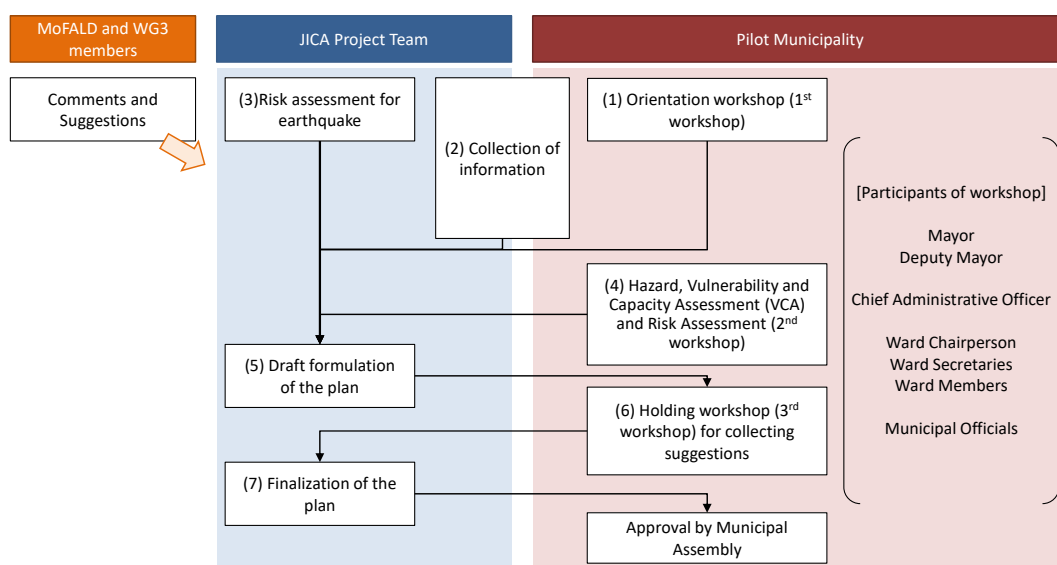 MoFALD and WG3
members
JICA Project Team
Pilot Municipality
Comments and
Suggestions
(3)Risk assessment for
earthquake
(2) Collection of
information
(1) Orientation workshop (1st
workshop)
[Participants of workshop]
Mayor
Deputy Mayor
Chief Administrative Officer
Ward Chairperson
Ward Secretaries
Ward Members
Municipal Officials
(4) Hazard, Vulnerability and
Capacity Assessment (VCA)
and Risk Assessment (2nd
workshop)
(5) Draft formulation
of the plan
(6) Holding workshop (3rd
workshop) for collecting
suggestions
(7) Finalization of the
plan
Approval by Municipal
Assembly